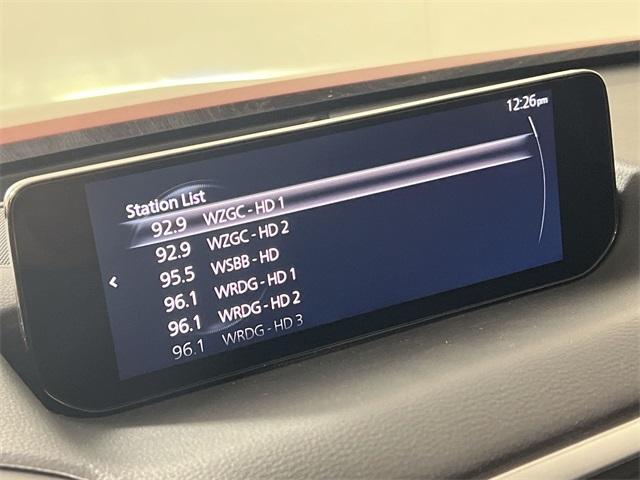 12:26pm
Station List
92.9 WZGC - HD 1
92.9 WZGC - HD 2
95.5 WSBB - HD
96.1 WRDG - HD 1
96.1 WRDG - HD 2
96.1 WRDG - HD 3